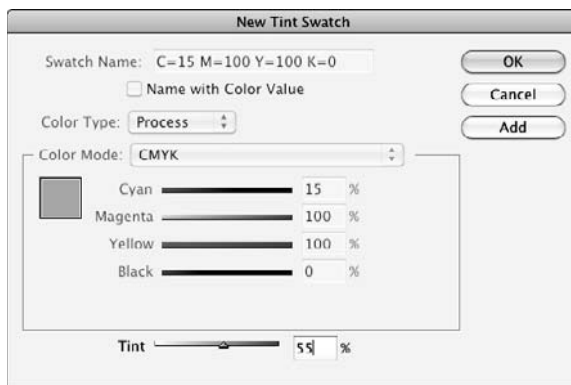 New Tint Swatch
Swatch Name: C=15 M=100 Y=100 K=0
Name with Color Value
Color Type: Process
Color Mode: CMYK
Cyan 15 %
Magenta 100 %
Yellow 100 %
Black 0 %
Tint 55 %
OK
Cancel
Add